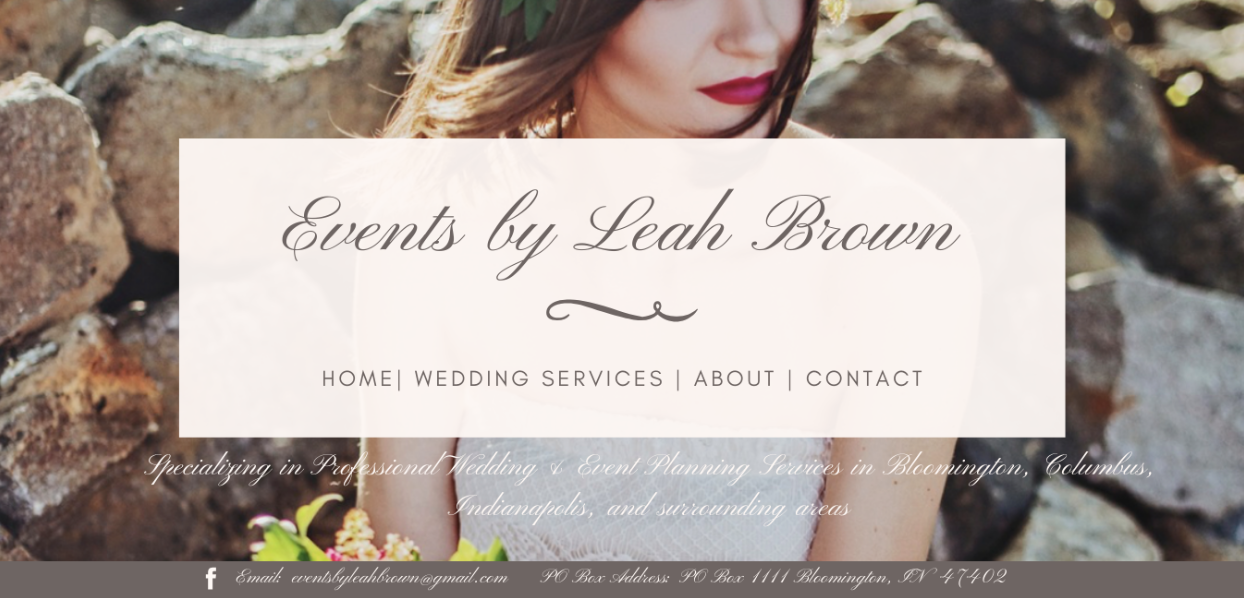 Events by Leah Brown
HOME| WEDDING SERVICES | ABOUT | CONTACT
Specializing in Professional Wedding & Event Planning Services in Bloomington, Columbus,
Indianapolis, and surrounding areas
f Email: eventsbyleahbrown@gmail.com PO Box Address: PO Box 1111 Bloomington, IN 47402